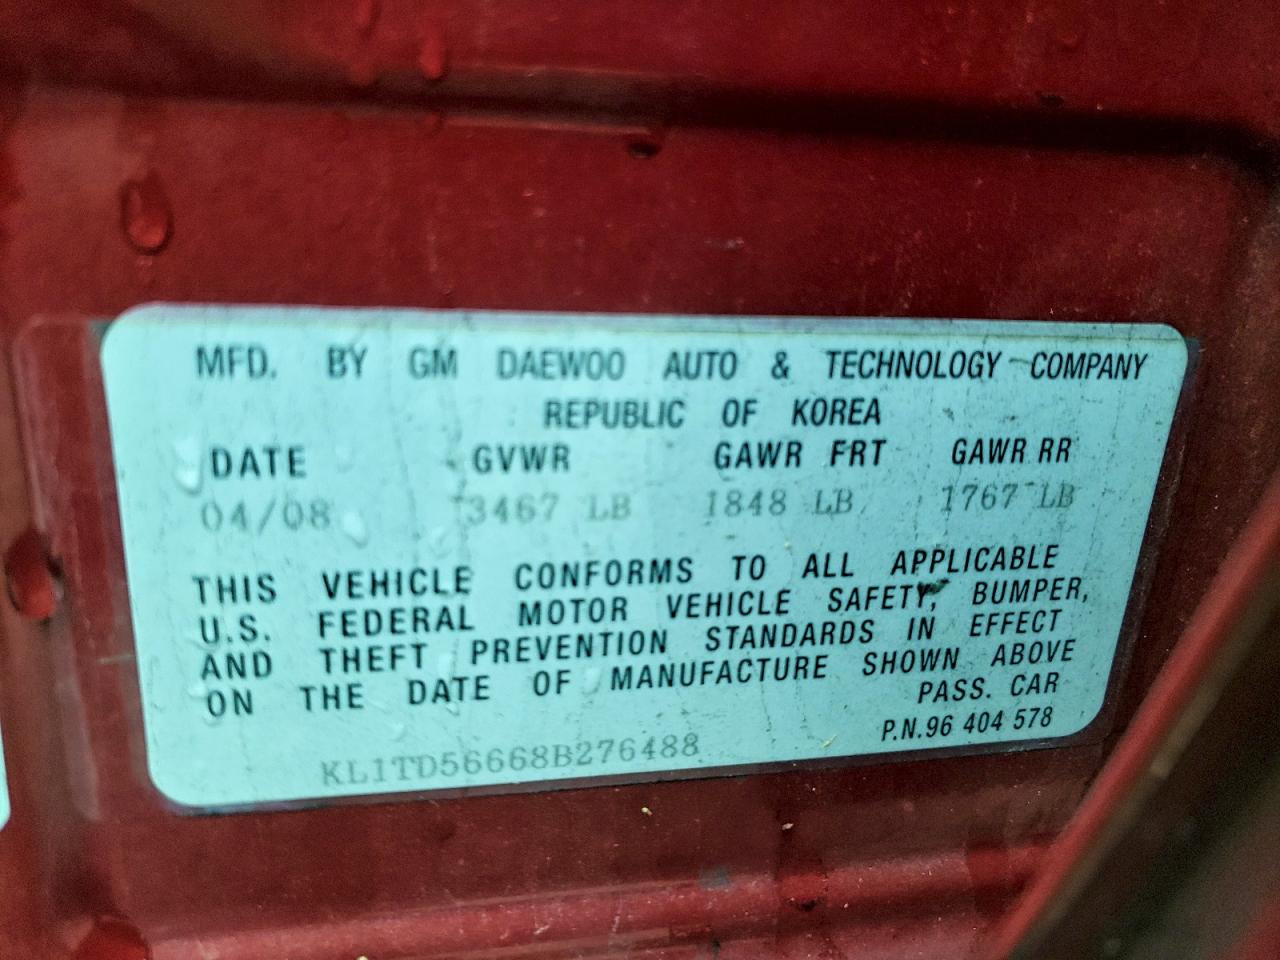 MFD. BY GM DAEWOO AUTO & TECHNOLOGY COMPANY
REPUBLIC OF KOREA
DATE GVWR GAWR FRT GAWR RR
04/08 3467 LB 1848 LB 1767 LB
THIS VEHICLE CONFORMS TO ALL APPLICABLE
U.S. FEDERAL MOTOR VEHICLE SAFETY, BUMPER,
AND THEFT PREVENTION STANDARDS IN EFFECT
ON THE DATE OF MANUFACTURE SHOWN ABOVE
PASS. CAR
P.N.96 404 578
KL1TD56668B276488